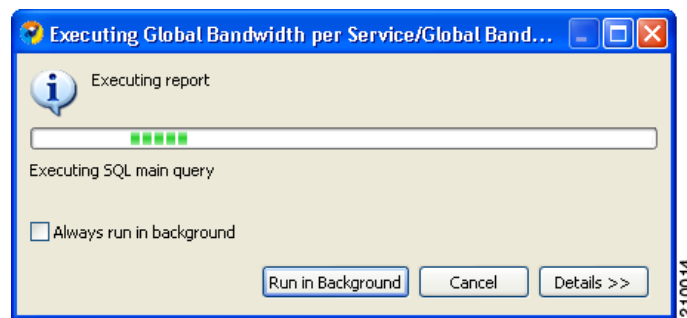 Executing Global Bandwidth per Service/Global Band...
Executing report
Executing SQL main query
Always run in background
Run in Background
Cancel
Details >>
210014